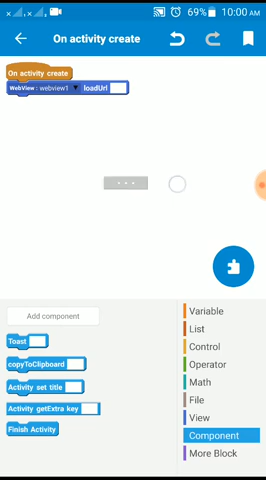 69% 10:00 AM
On activity create
On activity create
WebView : webview1 loadUrl
Add component
Toast
copyToClipboard
Activity set title
Activity getExtra key
Finish Activity
Variable
List
Control
Operator
Math
File
View
Component
More Block